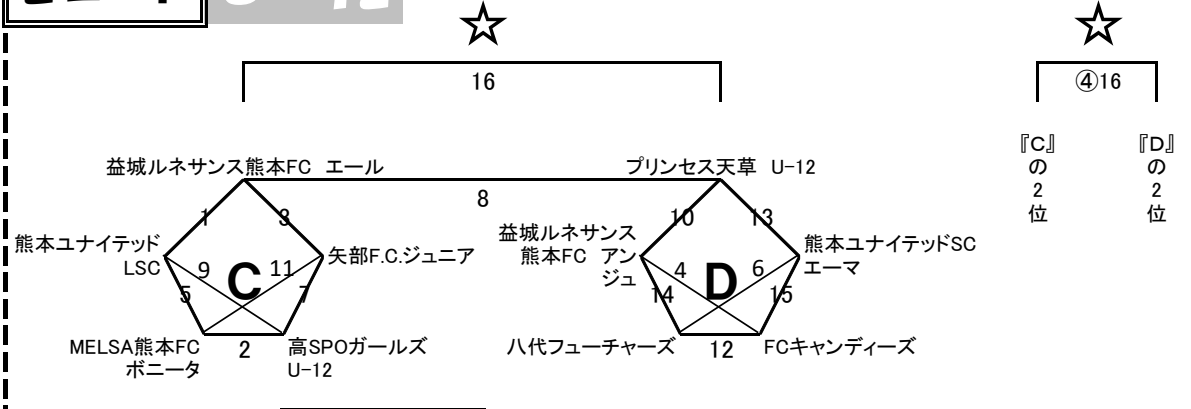 ☆
☆
16
④16
『C』の2位
『D』の2位
益城ルネサンス熊本FC エール
プリンセス天草 U-12
8
1
3
10
13
熊本ユナイテッド
LSC
矢部F.C.ジュニア
益城ルネサンス
熊本FC アン
ジュ
熊本ユナイテッドSC
エーマ
9
C
11
4
D
6
5
7
14
15
MELSA熊本FC
ボニータ
2
高SPOガールズ
U-12
八代フューチャーズ
12
FCキャンディーズ